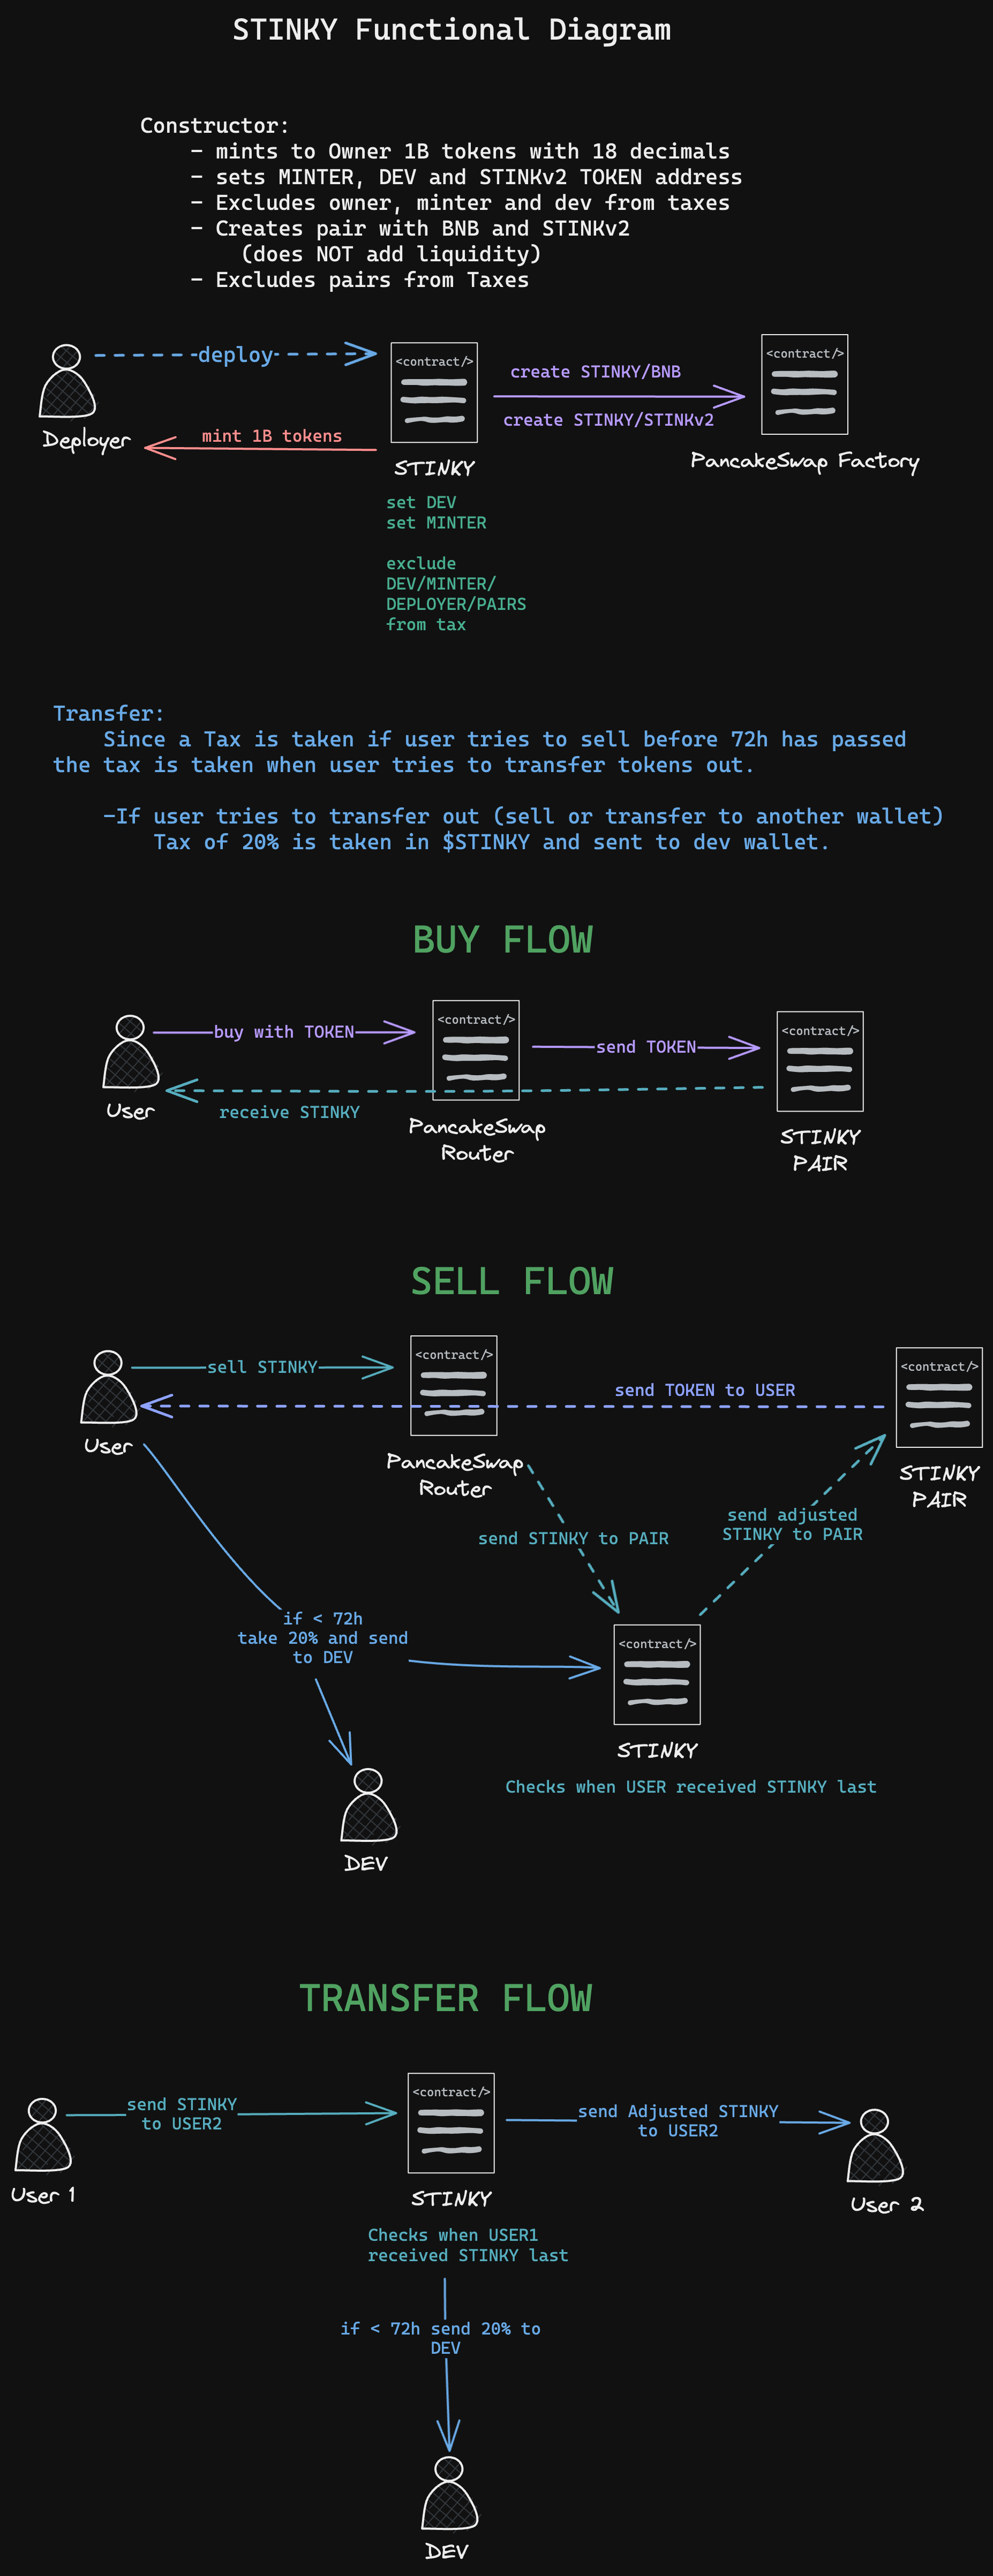 STINKY Functional Diagram
Constructor:
- mints to Owner 1B tokens with 18 decimals
- sets MINTER, DEV and STINKv2 TOKEN address
- Excludes owner, minter and dev from taxes
- Creates pair with BNB and STINKv2
(does NOT add liquidity)
- Excludes pairs from Taxes
deploy
<contract/>
<contract/>
create STINKY/BNB
create STINKY/STINKv2
mint 1B tokens
Deployer
STINKY
PancakeSwap Factory
set DEV
set MINTER
exclude
DEV/MINTER/
DEPLOYER/PAIRS
from tax
Transfer:
Since a Tax is taken if user tries to sell before 72h has passed
the tax is taken when user tries to transfer tokens out.
-If user tries to transfer out (sell or transfer to another wallet)
Tax of 20% is taken in $STINKY and sent to dev wallet.
BUY FLOW
<contract/>
<contract/>
buy with TOKEN
send TOKEN
User
receive STINKY
PancakeSwap
Router
STINKY
PAIR
SELL FLOW
<contract/>
<contract/>
sell STINKY
send TOKEN to USER
User
PancakeSwap
Router
STINKY
PAIR
send STINKY to PAIR
send adjusted
STINKY to PAIR
if < 72h
take 20% and send
to DEV
<contract/>
STINKY
Checks when USER received STINKY last
DEV
TRANSFER FLOW
<contract/>
send STINKY
to USER2
send Adjusted STINKY
to USER2
User 1
STINKY
User 2
Checks when USER1
received STINKY last
if < 72h send 20% to
DEV
DEV